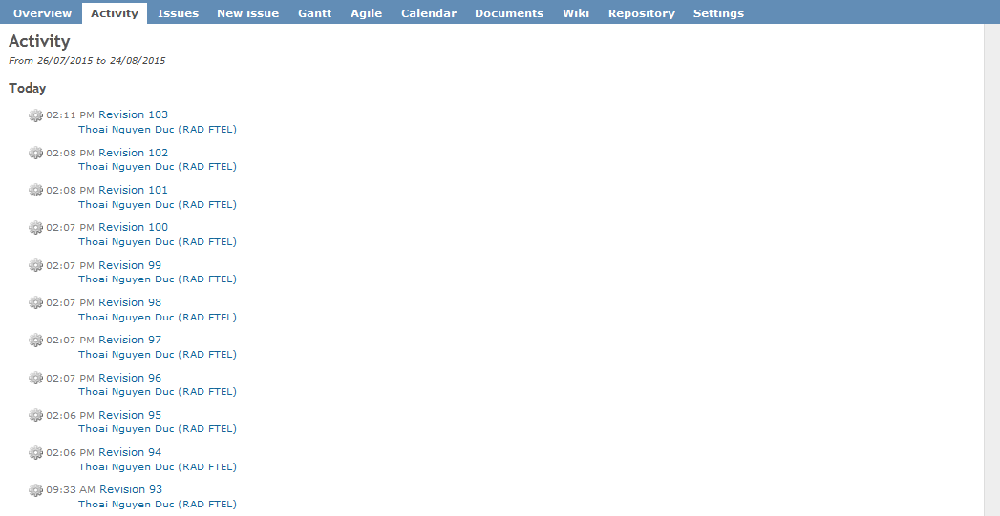 Overview Activity Issues New issue Gantt Agile Calendar Documents Wiki Repository Settings
Activity
From 26/07/2015 to 24/08/2015
Today
02:11 PM Revision 103
Thoai Nguyen Duc (RAD FTEL)
02:08 PM Revision 102
Thoai Nguyen Duc (RAD FTEL)
02:08 PM Revision 101
Thoai Nguyen Duc (RAD FTEL)
02:07 PM Revision 100
Thoai Nguyen Duc (RAD FTEL)
02:07 PM Revision 99
Thoai Nguyen Duc (RAD FTEL)
02:07 PM Revision 98
Thoai Nguyen Duc (RAD FTEL)
02:07 PM Revision 97
Thoai Nguyen Duc (RAD FTEL)
02:07 PM Revision 96
Thoai Nguyen Duc (RAD FTEL)
02:06 PM Revision 95
Thoai Nguyen Duc (RAD FTEL)
02:06 PM Revision 94
Thoai Nguyen Duc (RAD FTEL)
09:33 AM Revision 93
Thoai Nguyen Duc (RAD FTEL)